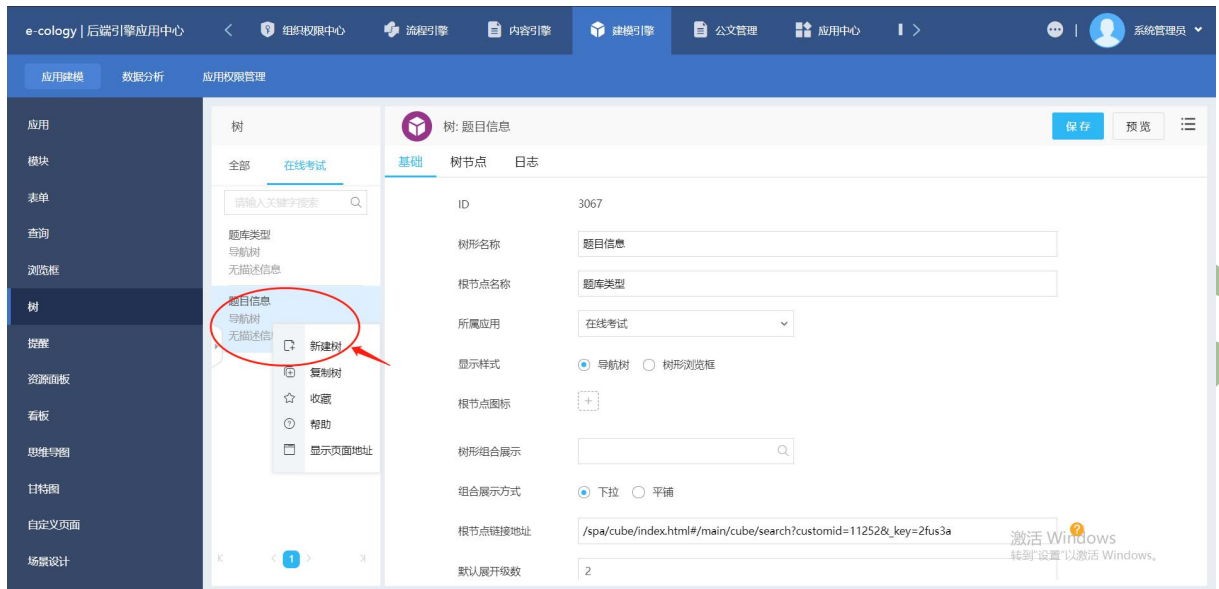 e-cology | 后端引擎应用中心
组织权限中心
流程引擎
内容引擎
建模引擎
公文管理
应用中心
系统管理员
应用建模
数据分析
应用权限管理
应用
模块
表单
查询
浏览框
树
提醒
资源面板
看板
思维导图
甘特图
自定义页面
场景设计
树
全部
在线考试
请输入关键字搜索
题库类型
导航树
无描述信息
题目信息
导航树
无描述信
新建树
复制树
收藏
帮助
显示页面地址
1
树: 题目信息
保存
预览
基础
树节点
日志
ID
3067
树形名称
题目信息
根节点名称
题库类型
所属应用
在线考试
显示样式
导航树
树形浏览框
根节点图标
树形组合展示
组合展示方式
下拉
平铺
根节点链接地址
/spa/cube/index.html#/main/cube/search?customid=11252&_key=2fus3a
默认展开级数
2
激活 Windows
转到"设置"以激活 Windows。